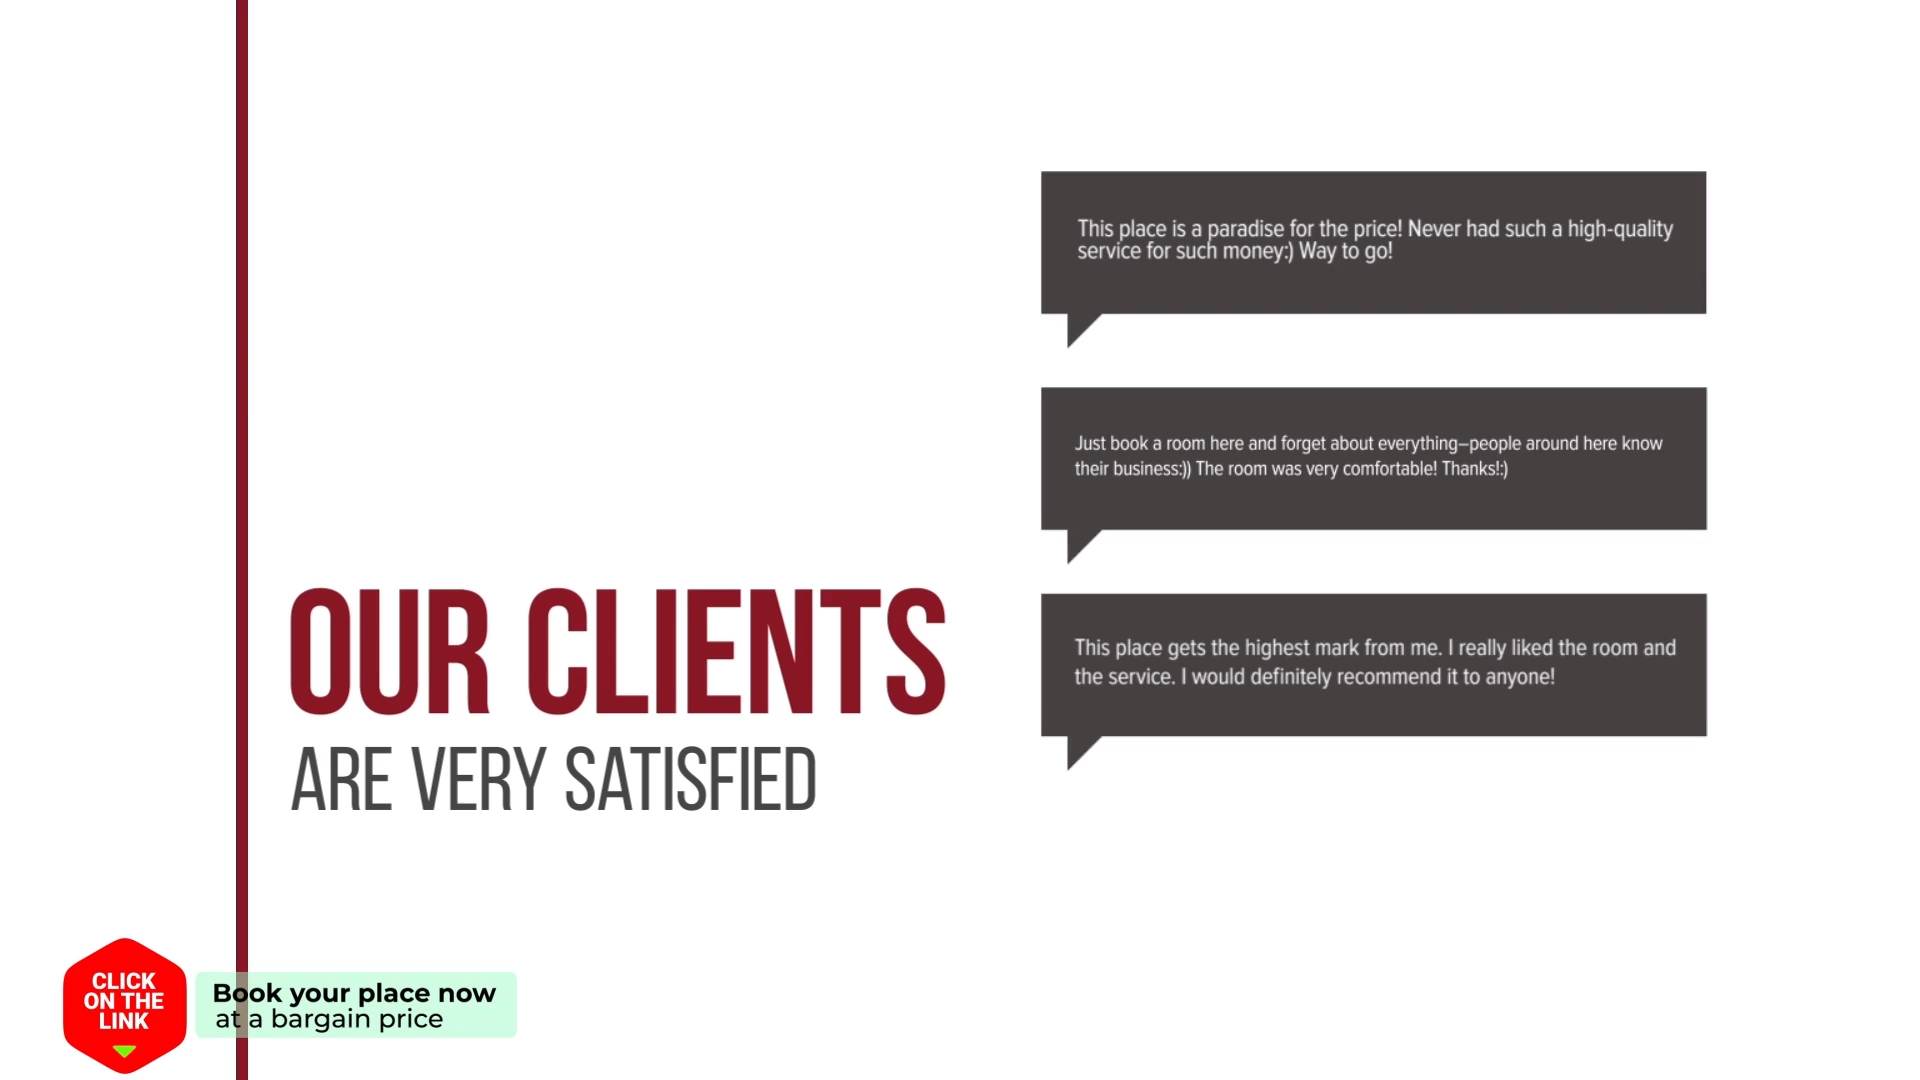 This place is a paradise for the price! Never had such a high-quality
service for such money:) Way to go!
Just book a room here and forget about everything–people around here know
their business:)) The room was very comfortable! Thanks!:)
This place gets the highest mark from me. I really liked the room and
the service. I would definitely recommend it to anyone!
OUR CLIENTS
ARE VERY SATISFIED
CLICK
ON THE
LINK
Book your place now
at a bargain price